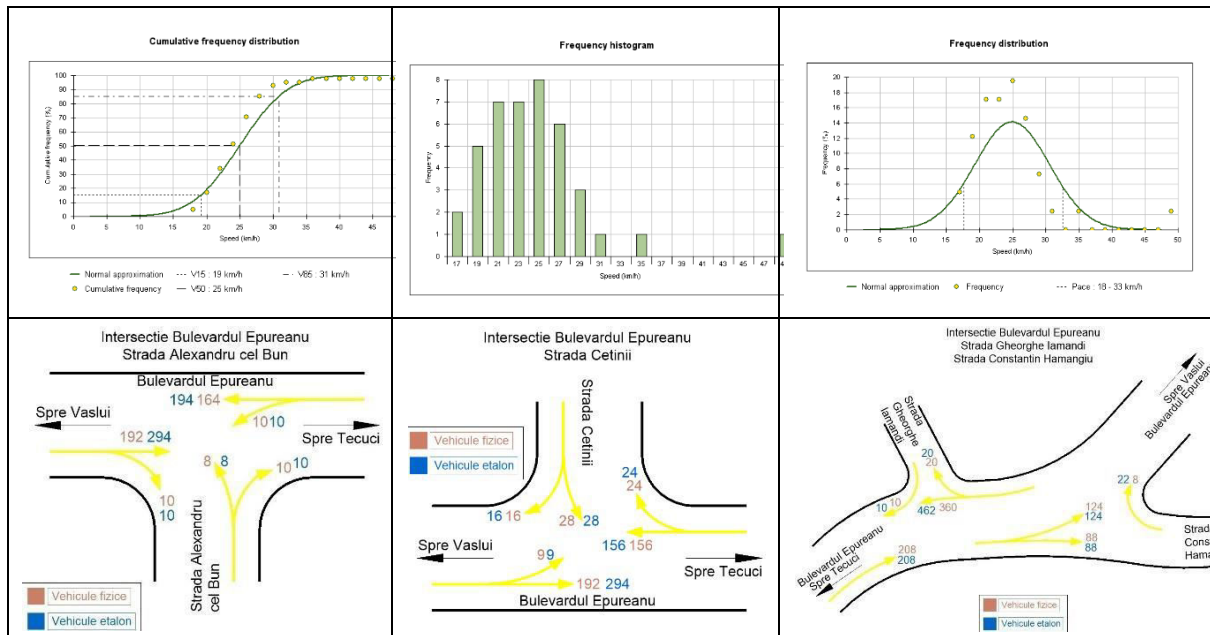 Cumulative frequency distribution
100
90
80
70
60
50
40
30
20
10
0
Cumulative frequency (%)
0 5 10 15 20 25 30 35 40 45
Speed (km/h)
Normal approximation V15 : 19 km/h V85 : 31 km/h
Cumulative frequency V50 : 25 km/h
Frequency histogram
8
7
6
5
4
3
2
1
0
Frequency
17 19 21 23 25 27 29 31 33 35 37 39 41 43 45 47 4
Speed (km/h)
Frequency distribution
20
18
16
14
12
10
8
6
4
2
0
Frequency (%)
0 5 10 15 20 25 30 35 40 45 50
Speed (km/h)
Normal approximation Frequency Pace : 18 - 33 km/h
Intersectie Bulevardul Epureanu
Strada Alexandru cel Bun
Bulevardul Epureanu
194 164
Spre Vaslui
10 10
Spre Tecuci
192 294
8 8
10 10
10
10
Strada Alexandru
cel Bun
Vehicule fizice
Vehicule etalon
Intersectie Bulevardul Epureanu
Strada Cetinii
Strada Cetinii
Vehicule fizice
Vehicule etalon
24
24
16 16
28 28
156 156
Spre Vaslui
9 9
Spre Tecuci
192 294
Bulevardul Epureanu
Intersectie Bulevardul Epureanu
Strada Gheorghe Iamandi
Strada Constantin Hamangiu
Spre Vaslui
Bulevardul Epureanu
Strada
Gheorghe
Iamandi
20
20
10 10
462 360
22 8
124
124
88
88
208
208
Bulevardul Epureanu
Spre Tecuci
Strada
Cons
Hama
Vehicule fizice
Vehicule etalon